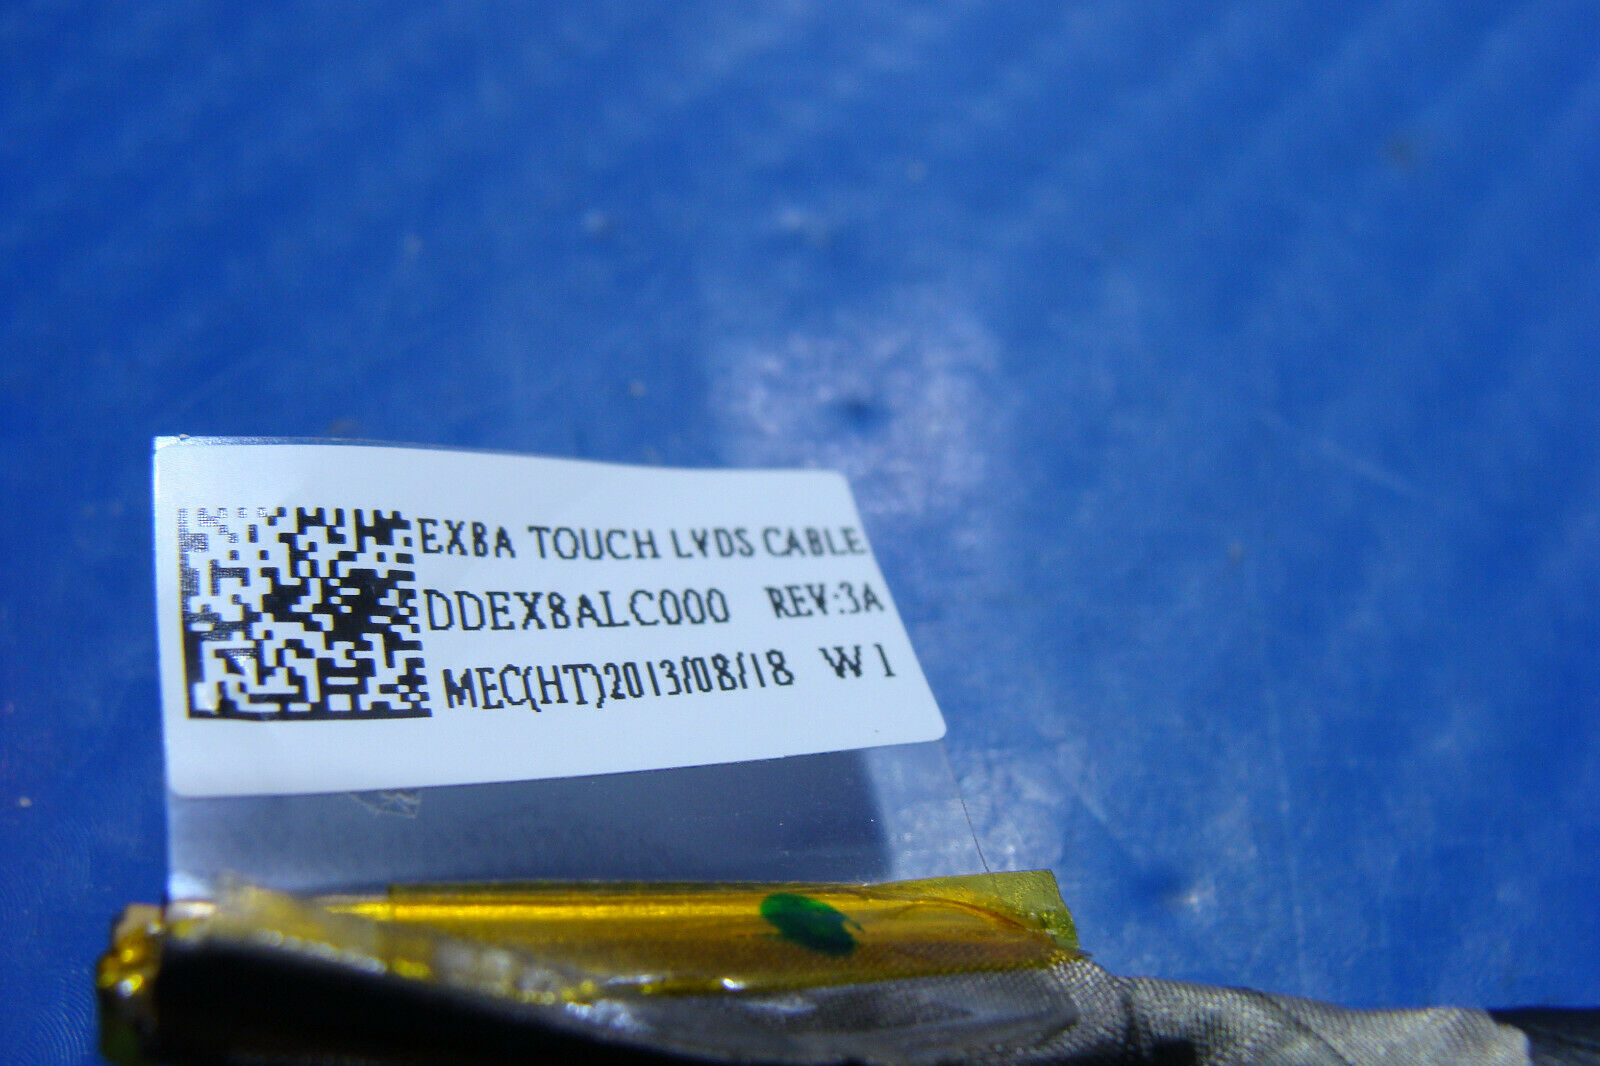 EX8A TOUCH LVDS CABLE
DDEX8ALC000 REV:3A
MEC(HT)2013/08/18 W1